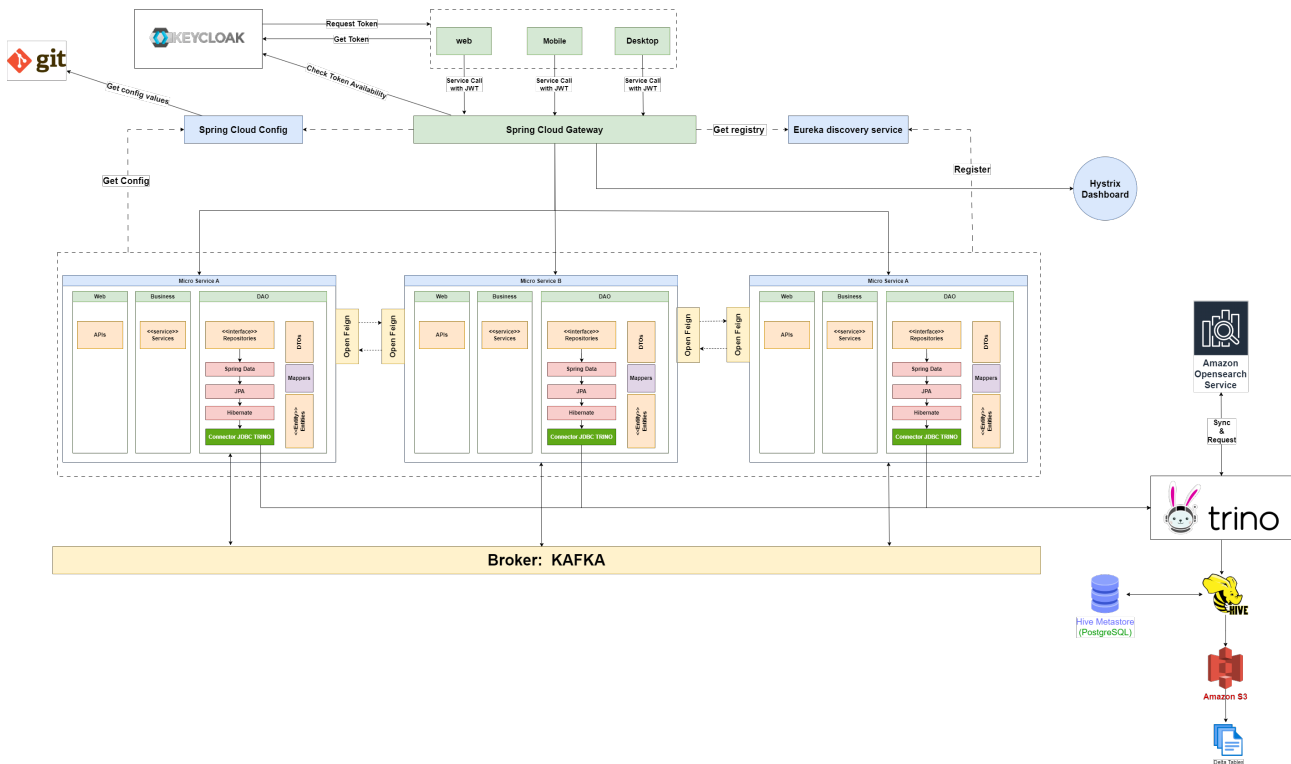 KEYCLOAK
Request Token
Get Token
web
Mobile
Desktop
git
Get config values
Check Token Availability
Service Call
with JWT
Service Call
with JWT
Service Call
with JWT
Spring Cloud Config
Spring Cloud Gateway
Get registry
Eureka discovery service
Get Config
Register
Hystrix
Dashboard
Micro Service A
Web
Business
DAO
APIs
<<service>>
Services
<<interface>>
Repositories
DTOs
Spring Data
Mappers
JPA
Hibernate
<<Entity>>
Entities
Connector JDBC TRINO
Open Feign
Open Feign
Micro Service B
Web
Business
DAO
APIs
<<service>>
Services
<<interface>>
Repositories
DTOs
Spring Data
Mappers
JPA
Hibernate
<<Entity>>
Entities
Connector JDBC TRINO
Open Feign
Open Feign
Micro Service A
Web
Business
DAO
APIs
<<service>>
Services
<<interface>>
Repositories
DTOs
Spring Data
Mappers
JPA
Hibernate
<<Entity>>
Entities
Connector JDBC TRINO
Amazon
Opensearch
Service
Sync
&
Request
trino
Broker: KAFKA
HIVE
Hive Metastore
(PostgreSQL)
Amazon S3
Delta Tables